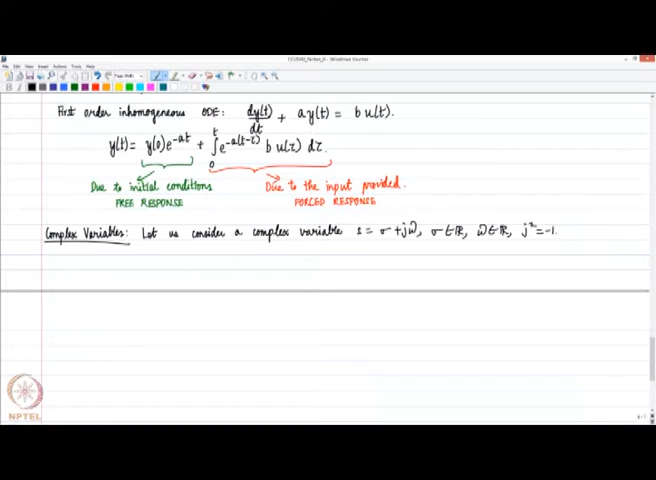 First order inhomogeneous ODE: dy(t)/dt + a y(t) = b u(t).
y(t) = y(0)e^{-at} + ∫_0^t e^{-a(t-τ)} b u(τ) dτ.
Due to initial conditions
FREE RESPONSE
Due to the input provided.
FORCED RESPONSE
Complex Variables: Let us consider a complex variable s = σ + jω, σ∈ℝ, ω∈ℝ, j² = -1.
NPTEL